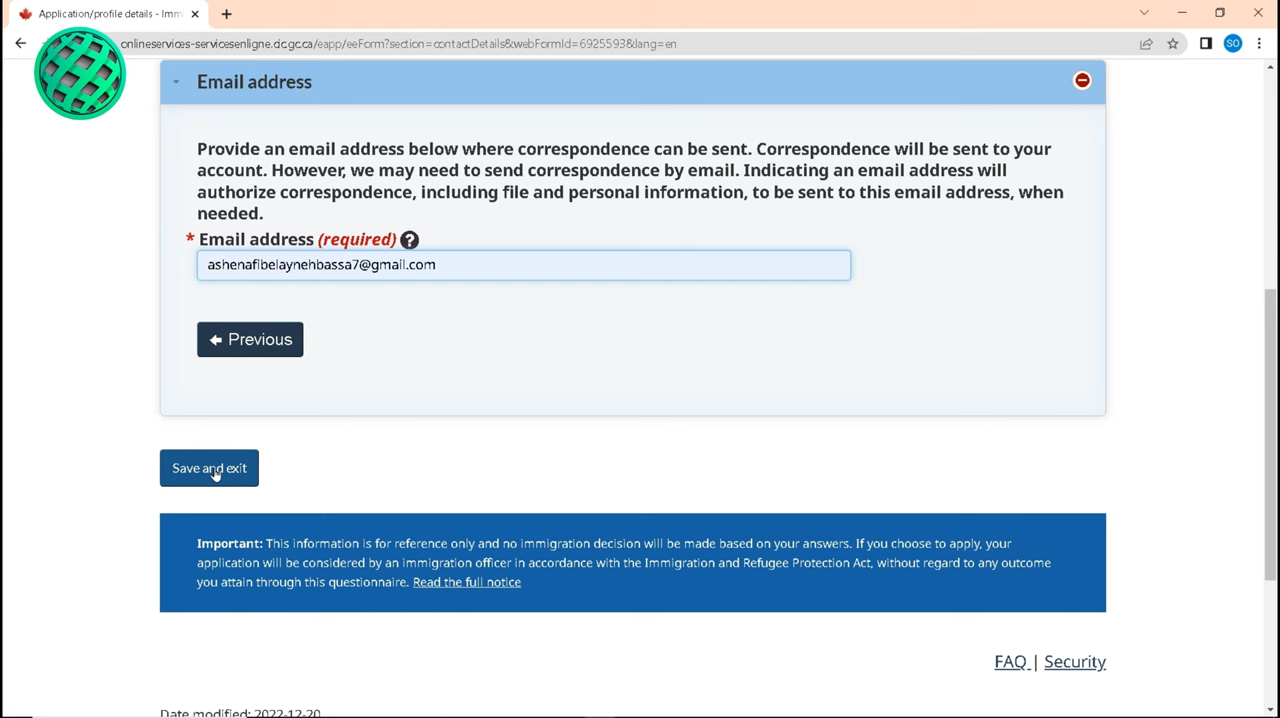 Application/profile details - Imm
onlineservices-servicesenligne.cic.gc.ca/eapp/eeForm?section=contactDetails&webFormId=6925593&lang=en
SO
Email address
Provide an email address below where correspondence can be sent. Correspondence will be sent to your
account. However, we may need to send correspondence by email. Indicating an email address will
authorize correspondence, including file and personal information, to be sent to this email address, when
needed.
* Email address (required) ?
ashenafibelaynehbassa7@gmail.com
Previous
Save and exit
Important: This information is for reference only and no immigration decision will be made based on your answers. If you choose to apply, your
application will be considered by an immigration officer in accordance with the Immigration and Refugee Protection Act, without regard to any outcome
you attain through this questionnaire. Read the full notice
FAQ | Security
Date modified: 2022-12-20